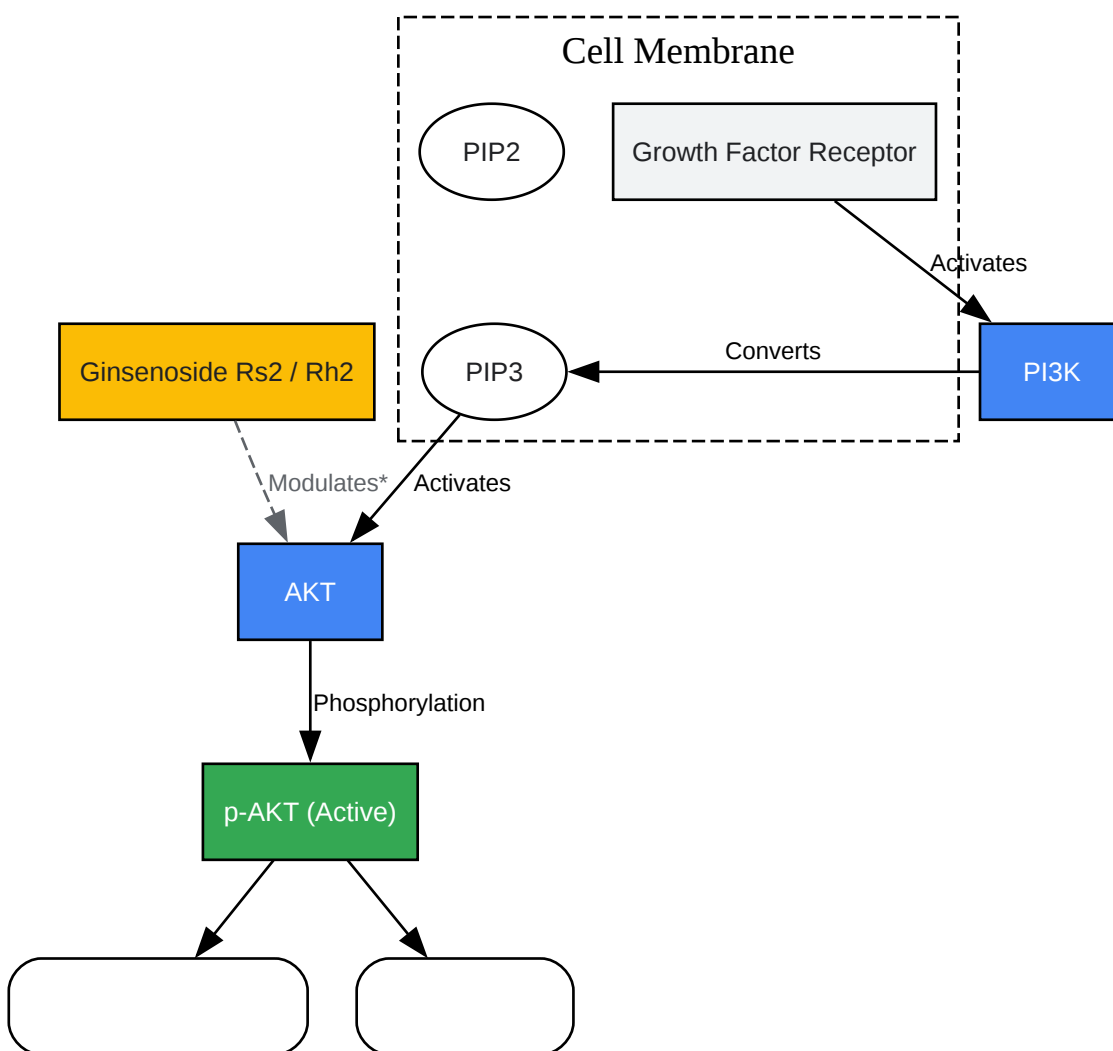 Cell Membrane
PIP2
Growth Factor Receptor
Activates
Ginsenoside Rs2 / Rh2
PIP3
Converts
PI3K
Modulates*
Activates
AKT
Phosphorylation
p-AKT (Active)